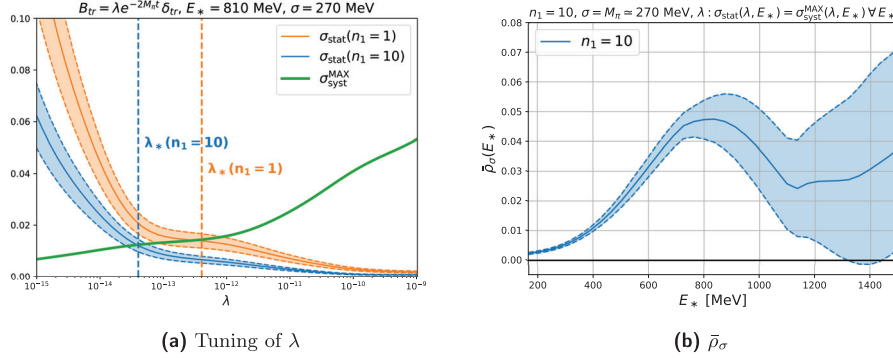 B_tr = λe^{-2M_π t} δ_tr, E_* = 810 MeV, σ = 270 MeV
σ_stat(n_1 = 1)
σ_stat(n_1 = 10)
σ_syst^MAX
λ_*(n_1 = 10)
λ_*(n_1 = 1)
0.10
0.08
0.06
0.04
0.02
0.00
10^{-15} 10^{-14} 10^{-13} 10^{-12} 10^{-11} 10^{-10} 10^{-9}
λ
(a) Tuning of λ
n_1 = 10, σ = M_π ≃ 270 MeV, λ : σ_stat(λ, E_*) = σ_syst^MAX(λ, E_*) ∀ E_*
n_1 = 10
0.08
0.07
0.06
0.05
0.04
0.03
0.02
0.01
0.00
ρ̄_σ(E_*)
200 400 600 800 1000 1200 1400
E_* [MeV]
(b) ρ̄_σ